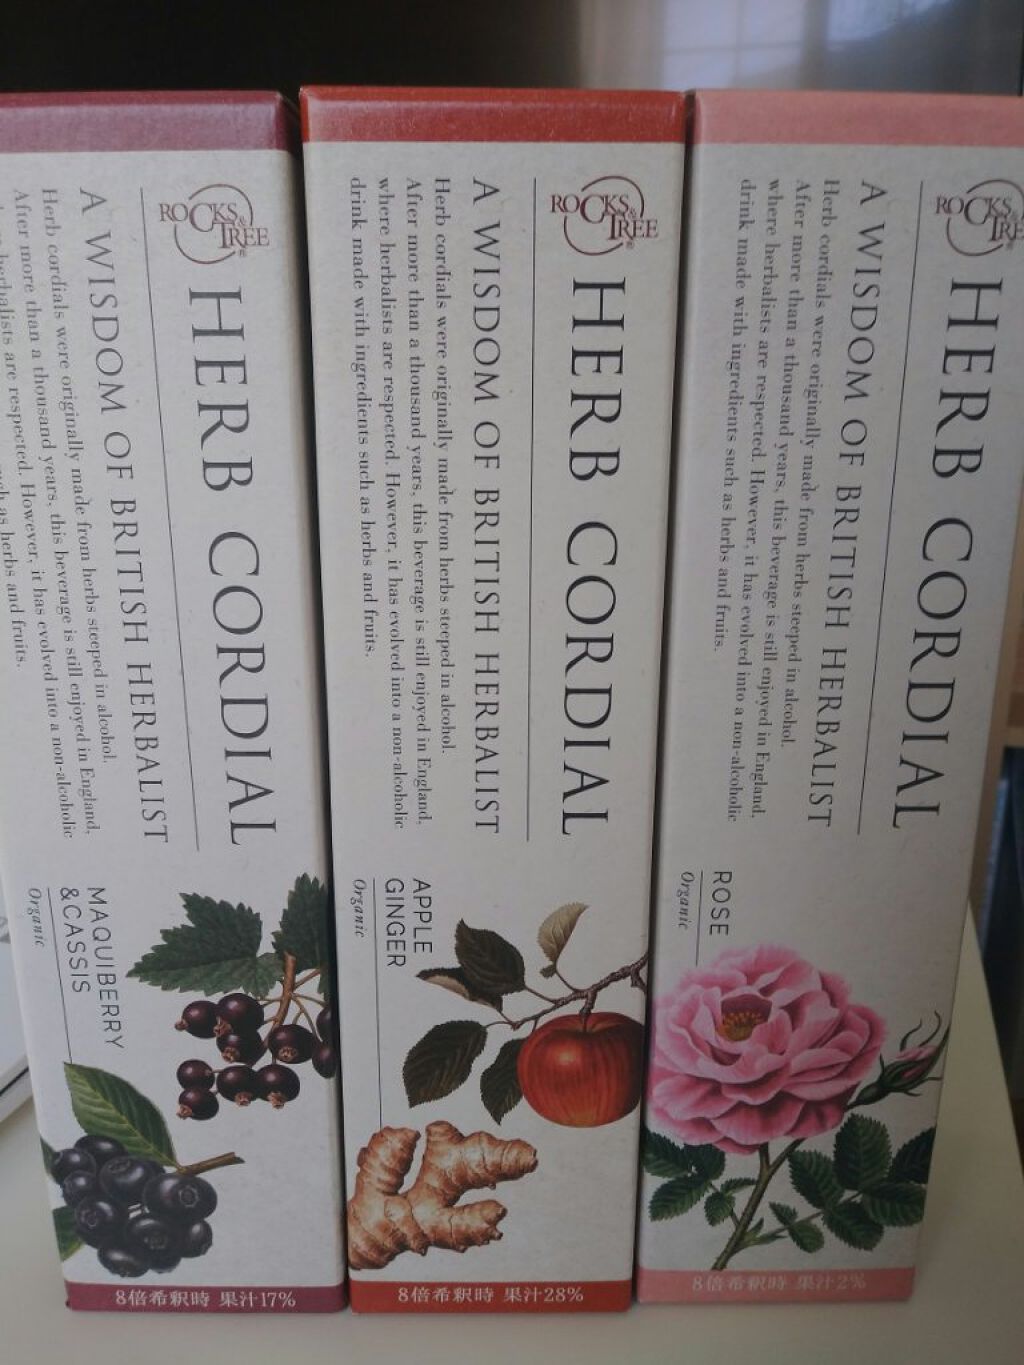 ROCKS & TREE
HERB CORDIAL
A WISDOM OF BRITISH HERBALIST
Herb cordials were originally made from herbs steeped in alcohol.
After more than a thousand years, this beverage is still enjoyed in England,
herbalists are respected. However, it has evolved into a non-alcoholic
such as herbs and fruits.
MAQUIBERRY
&CASSIS
Organic
8倍希釈時 果汁17%
ROCKS & TREE
HERB CORDIAL
A WISDOM OF BRITISH HERBALIST
Herb cordials were originally made from herbs steeped in alcohol.
After more than a thousand years, this beverage is still enjoyed in England,
where herbalists are respected. However, it has evolved into a non-alcoholic
drink made with ingredients such as herbs and fruits.
APPLE
GINGER
Organic
8倍希釈時 果汁28%
ROCKS & TREE
HERB CORDIAL
A WISDOM OF BRITISH HERBALIST
Herb cordials were originally made from herbs steeped in alcohol.
After more than a thousand years, this beverage is still enjoyed in England,
where herbalists are respected. However, it has evolved into a non-alcoholic
drink made with ingredients such as herbs and fruits.
ROSE
Organic
8倍希釈時 果汁2%